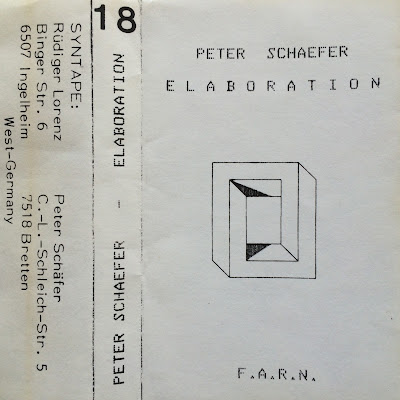 SYNTAPE:
Rüdiger Lorenz
Binger Str. 6
6507 Ingelheim
West-Germany
Peter Schäfer
C.-L.-Schleich-Str. 5
7518 Bretten
18
PETER SCHAEFER - ELABORATION
PETER SCHAEFER
ELABORATION
F.A.R.N.